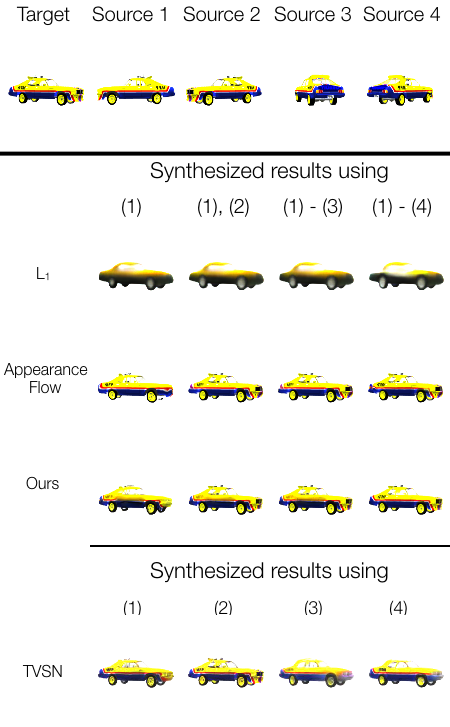 Target Source 1 Source 2 Source 3 Source 4
Synthesized results using
(1) (1), (2) (1) - (3) (1) - (4)
L₁
Appearance
Flow
Ours
Synthesized results using
(1) (2) (3) (4)
TVSN